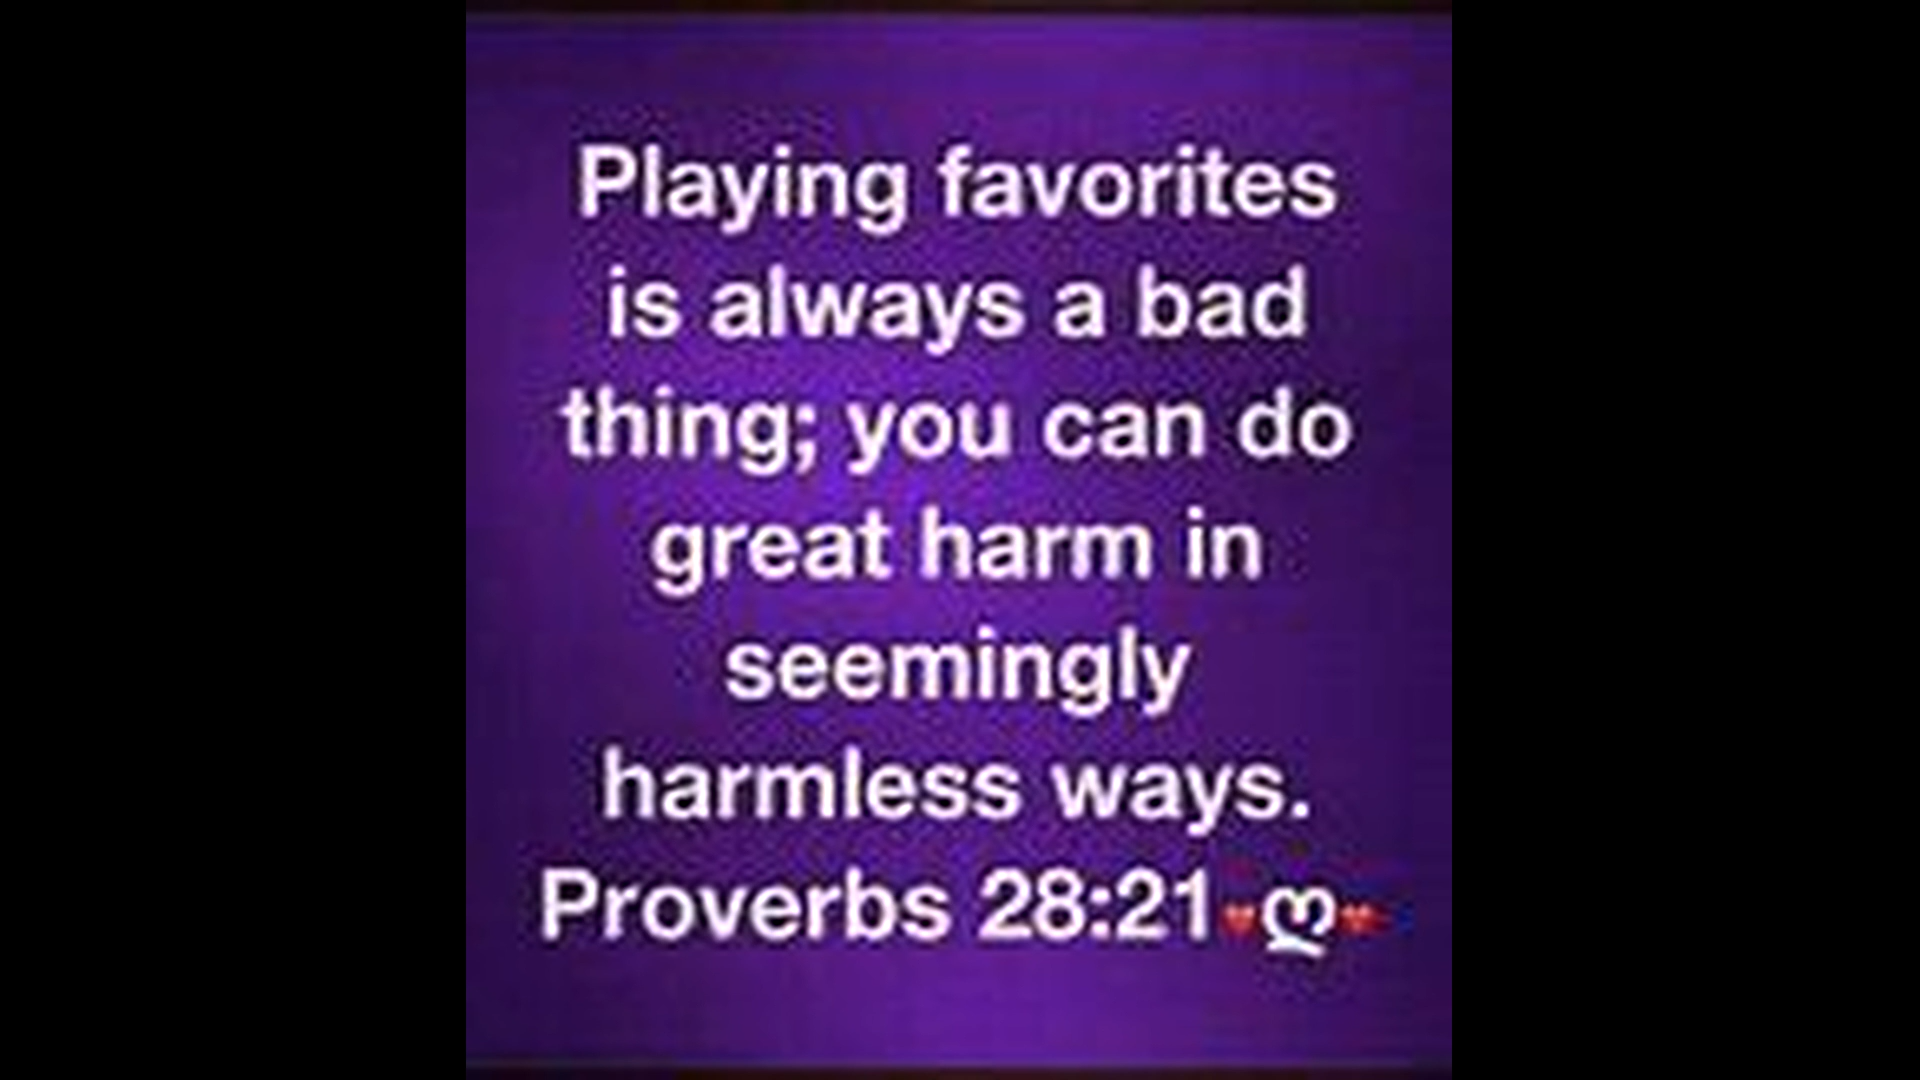 Playing favorites
is always a bad
thing; you can do
great harm in
seemingly
harmless ways.
Proverbs 28:21♥ღ♥